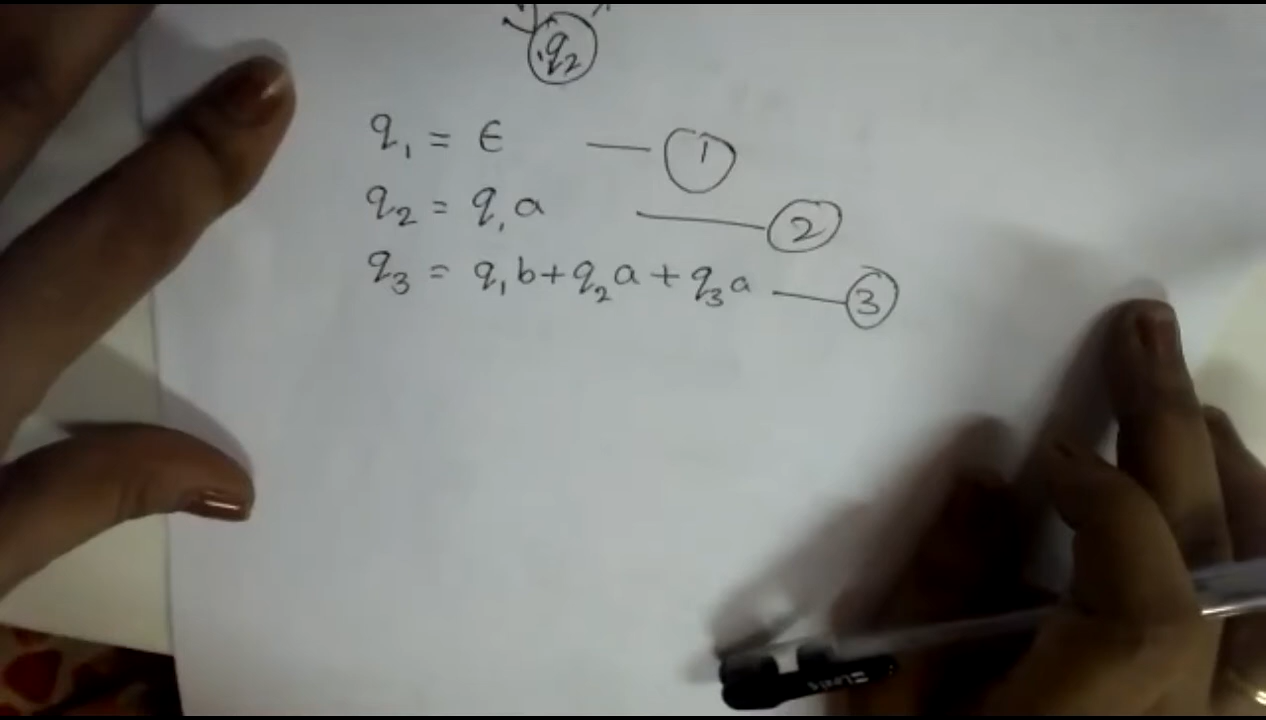 q₂
q₁ = ϵ — ①
q₂ = q₁a — ②
q₃ = q₁b + q₂a + q₃a — ③